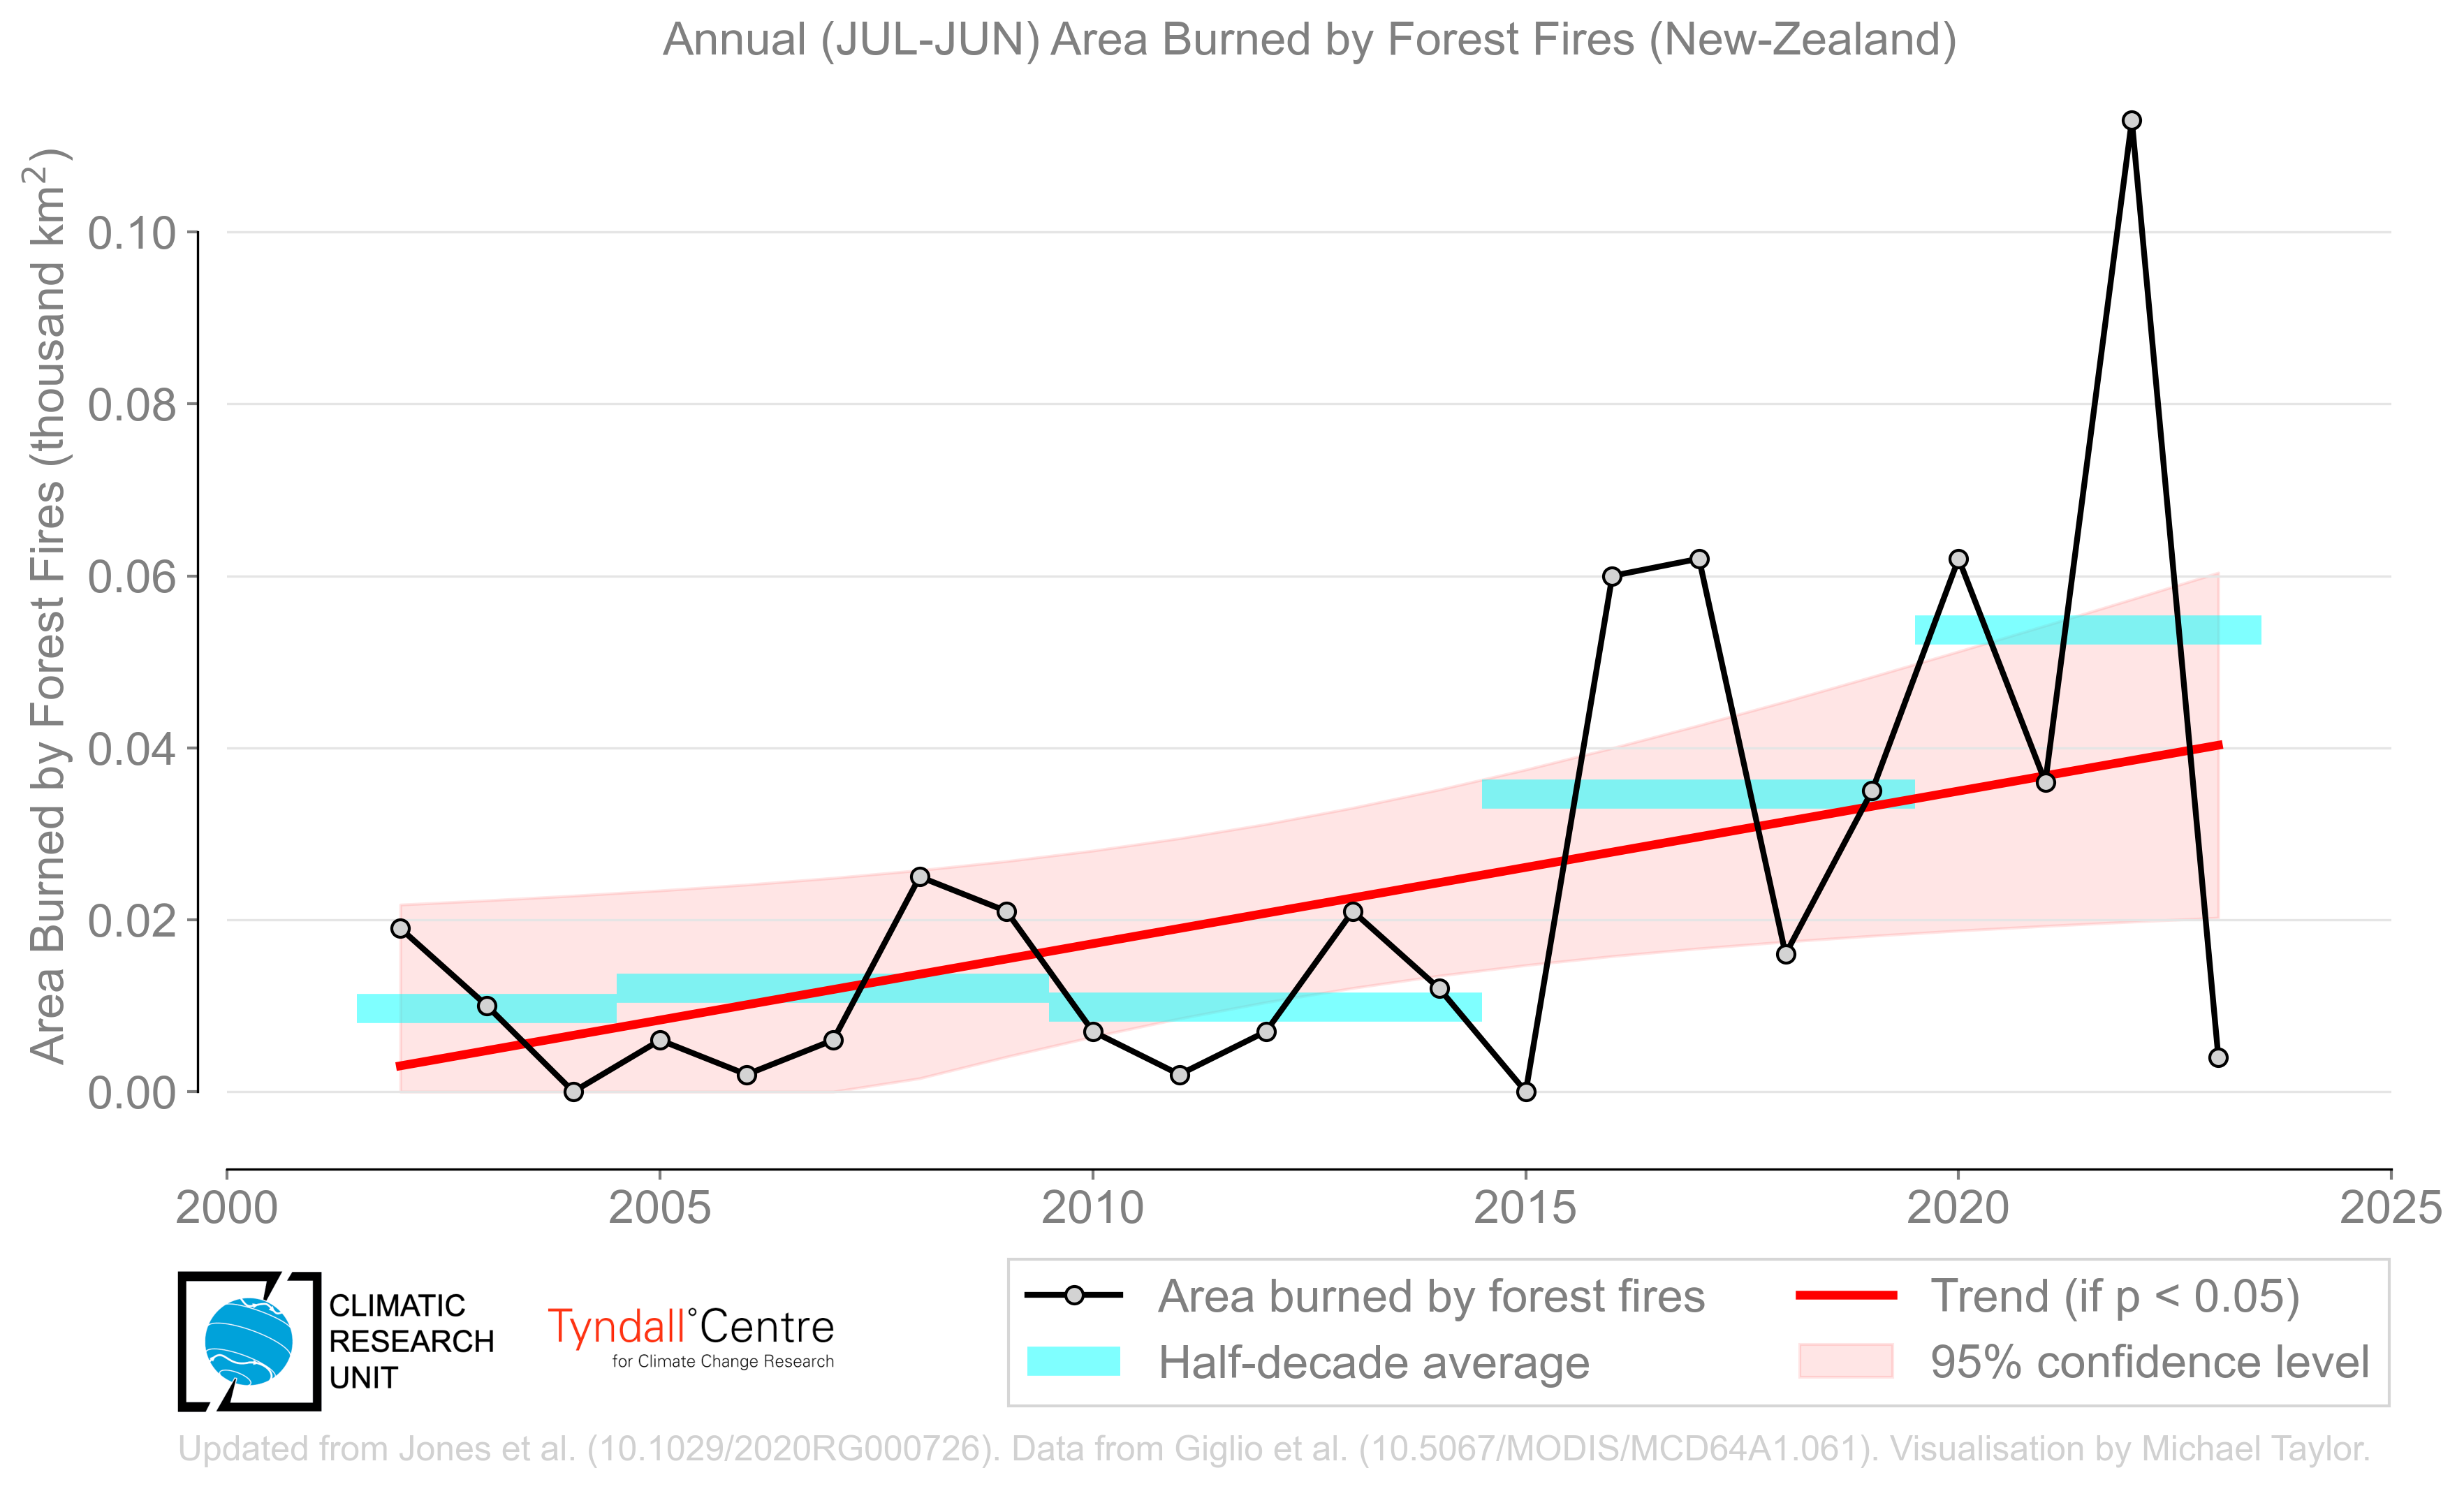 Annual (JUL-JUN) Area Burned by Forest Fires (New-Zealand)
Area Burned by Forest Fires (thousand km²)
0.10
0.08
0.06
0.04
0.02
0.00
2000 2005 2010 2015 2020 2025
CLIMATIC
RESEARCH
UNIT
Tyndall°Centre
for Climate Change Research
Area burned by forest fires
Half-decade average
Trend (if p < 0.05)
95% confidence level
Updated from Jones et al. (10.1029/2020RG000726). Data from Giglio et al. (10.5067/MODIS/MCD64A1.061). Visualisation by Michael Taylor.